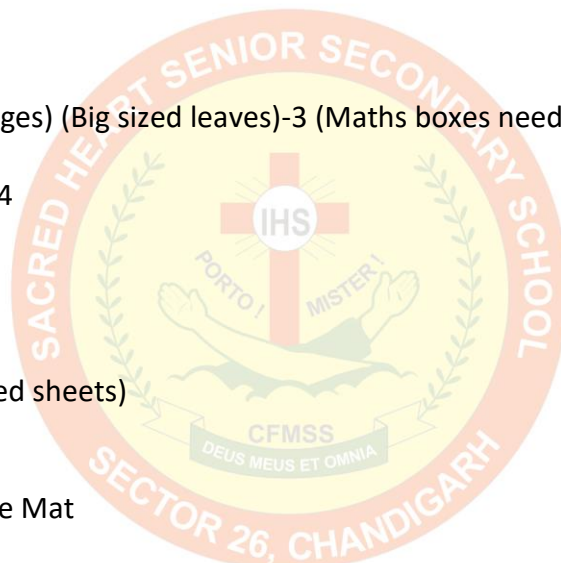 SACRED HEART SENIOR SECONDARY SCHOOL
ges) (Big sized leaves)-3 (Maths boxes need
4
IHS
PORTO! MISTER!
ed sheets)
CFMSS
DEUS MEUS ET OMNIA
e Mat
SECTOR 26, CHANDIGARH